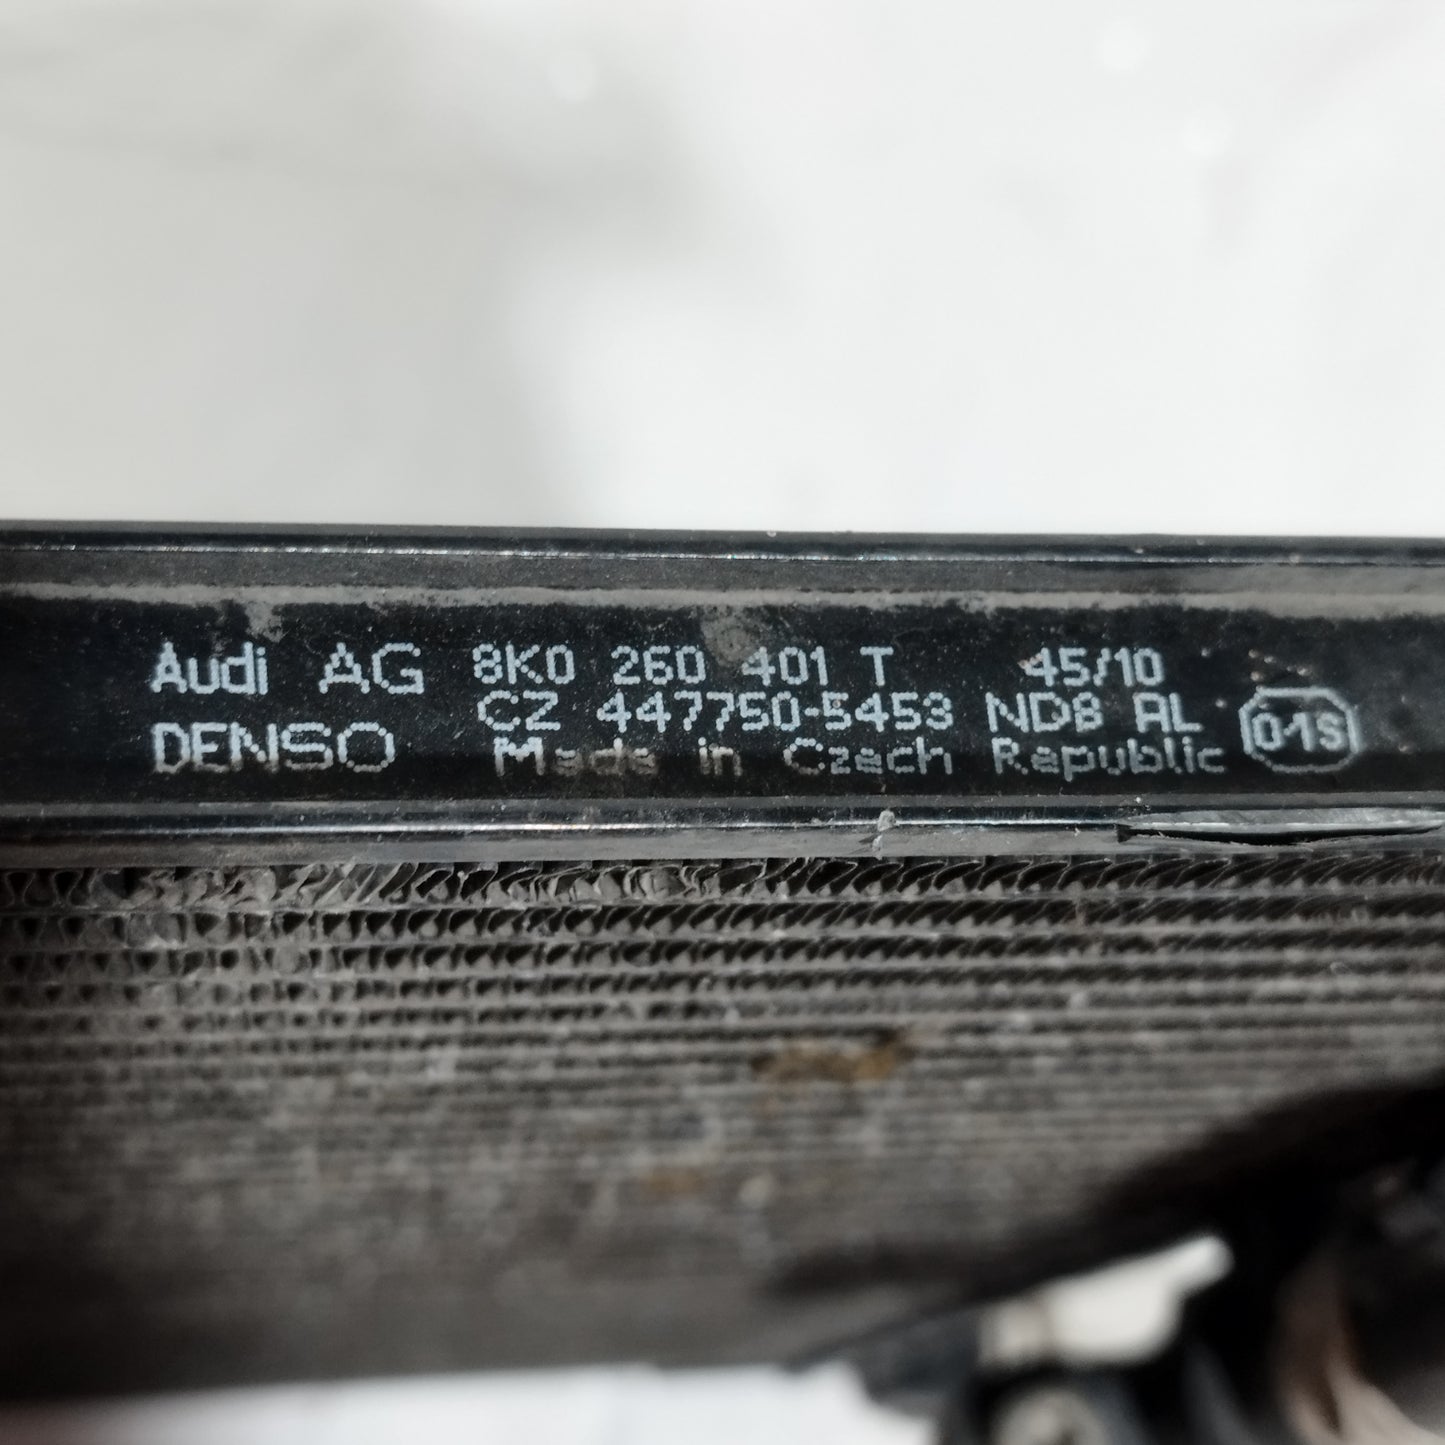 Audi AG 8K0 260 401 T 45/10
DENSO CZ 447750-5453 ND8 AL 01S
Made in Czech Republic